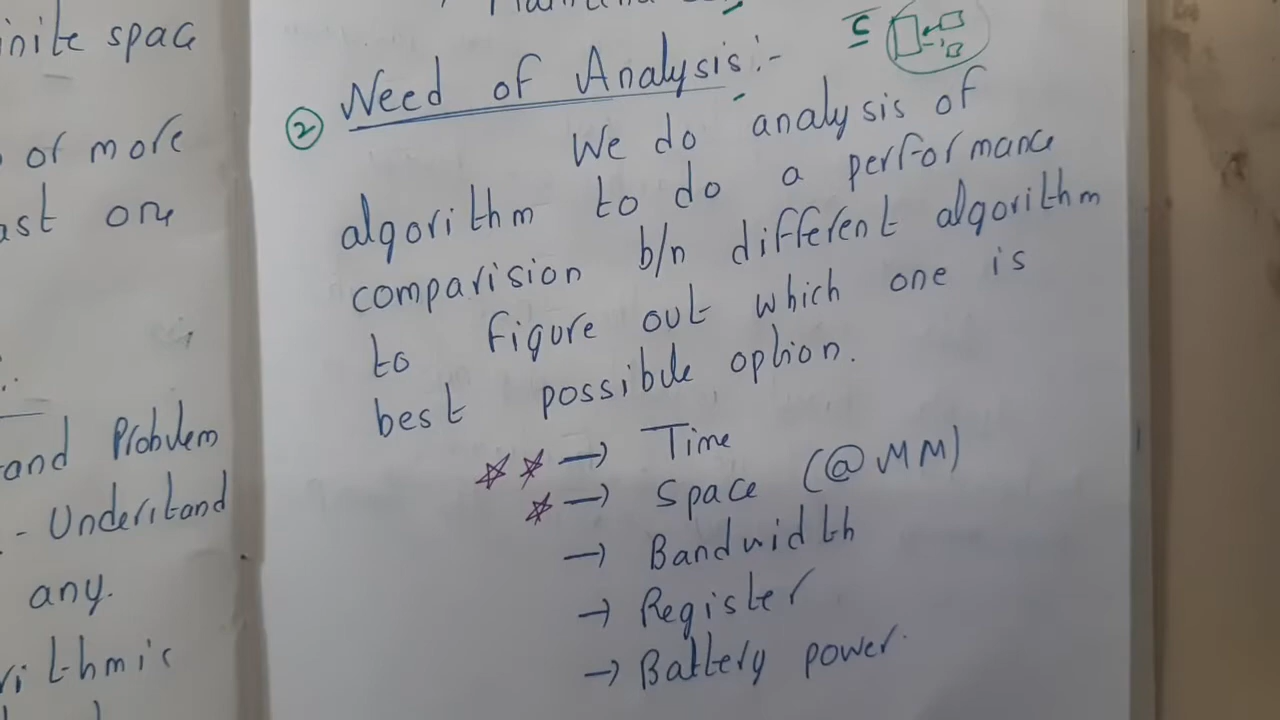 inite spac
or more
ast one
and Problem
- Understand
any.
rithmic
② Need of Analysis :-
We do analysis of
algorithm to do a performance
comparision b/n different algorithm
to figure out which one is
best possible option.
→ Time
→ Space (@MM)
→ Bandwidth
→ Register
→ Battery power.